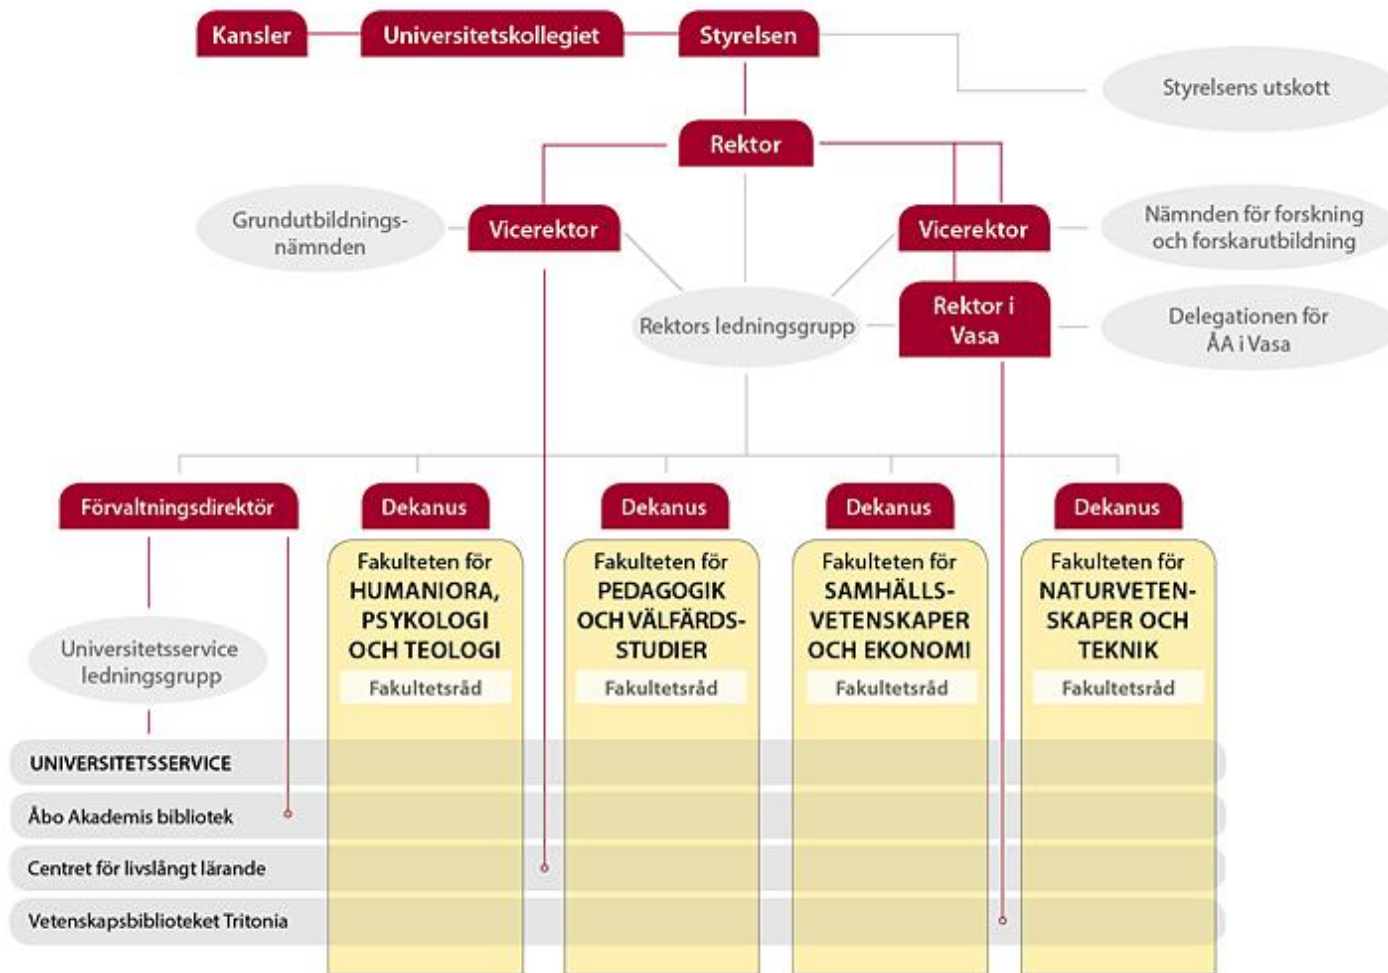 Kansler
Universitetskollegiet
Styrelsen
Styrelsens utskott
Rektor
Grundutbildnings-
nämnden
Vicerektor
Vicerektor
Nämnden för forskning
och forskarutbildning
Rektors ledningsgrupp
Rektor i
Vasa
Delegationen för
ÅA i Vasa
Förvaltningsdirektör
Dekanus
Dekanus
Dekanus
Dekanus
Fakulteten för
HUMANIORA,
PSYKOLOGI
OCH TEOLOGI
Fakultetsråd
Fakulteten för
PEDAGOGIK
OCH VÄLFÄRDS-
STUDIER
Fakultetsråd
Fakulteten för
SAMHÄLLS-
VETENSKAPER
OCH EKONOMI
Fakultetsråd
Fakulteten för
NATURVETEN-
SKAPER OCH
TEKNIK
Fakultetsråd
Universitetsservice
ledningsgrupp
UNIVERSITETSSERVICE
Åbo Akademis bibliotek
Centret för livslångt lärande
Vetenskapsbiblioteket Tritonia